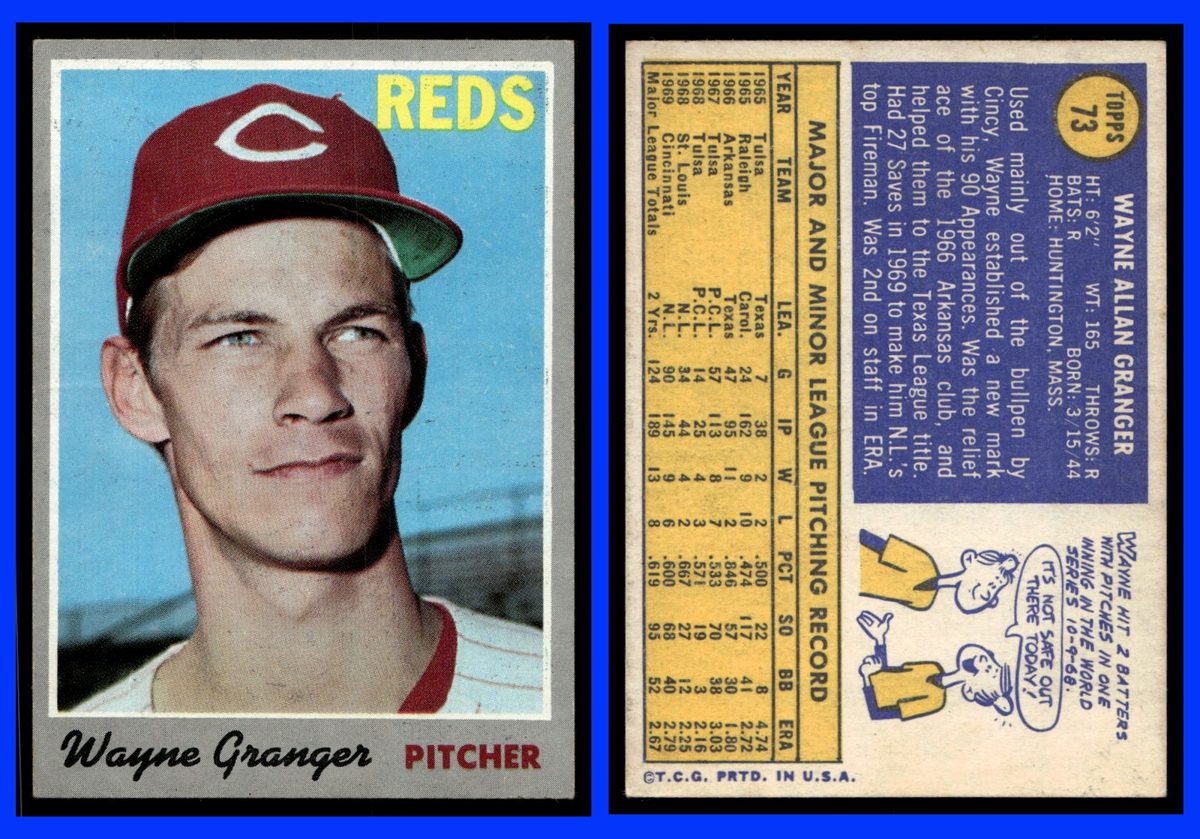 REDS
C
Wayne Granger PITCHER
TOPPS
73
WAYNE ALLAN GRANGER
HT: 6'2" WT: 165 THROWS: R
BATS: R BORN: 3/15/44
HOME: HUNTINGTON, MASS.
Used mainly out of the bullpen by
Cincy, Wayne established a new mark
with his 90 Appearances. Was the relief
ace of the 1966 Arkansas club, and
helped them to the Texas League title.
Had 27 Saves in 1969 to make him N.L.'s
top Fireman. Was 2nd on staff in ERA.
WAYNE HIT 2 BATTERS
WITH PITCHES IN ONE
INNING IN THE WORLD
SERIES 10-9-68.
IT'S NOT SAFE OUT
THERE TODAY!
MAJOR AND MINOR LEAGUE PITCHING RECORD
YEAR TEAM LEA. G IP W L PCT SO BB ERA
1965 Tulsa Texas 7 38 2 2 .500 22 8 4.74
1965 Raleigh Carol. 24 162 9 10 .474 117 41 2.72
1966 Arkansas Texas 47 95 11 2 .846 57 30 1.80
1967 Tulsa P.C.L. 57 113 8 7 .533 70 38 3.03
1968 Tulsa P.C.L. 14 25 4 3 .571 19 3 2.16
1968 St. Louis N.L. 34 44 4 2 .667 27 12 2.25
1969 Cincinnati N.L. 90 145 9 6 .600 68 40 2.79
Major League Totals 2 Yrs. 124 189 13 8 .619 95 52 2.67
©T.C.G. PRTD. IN U.S.A.